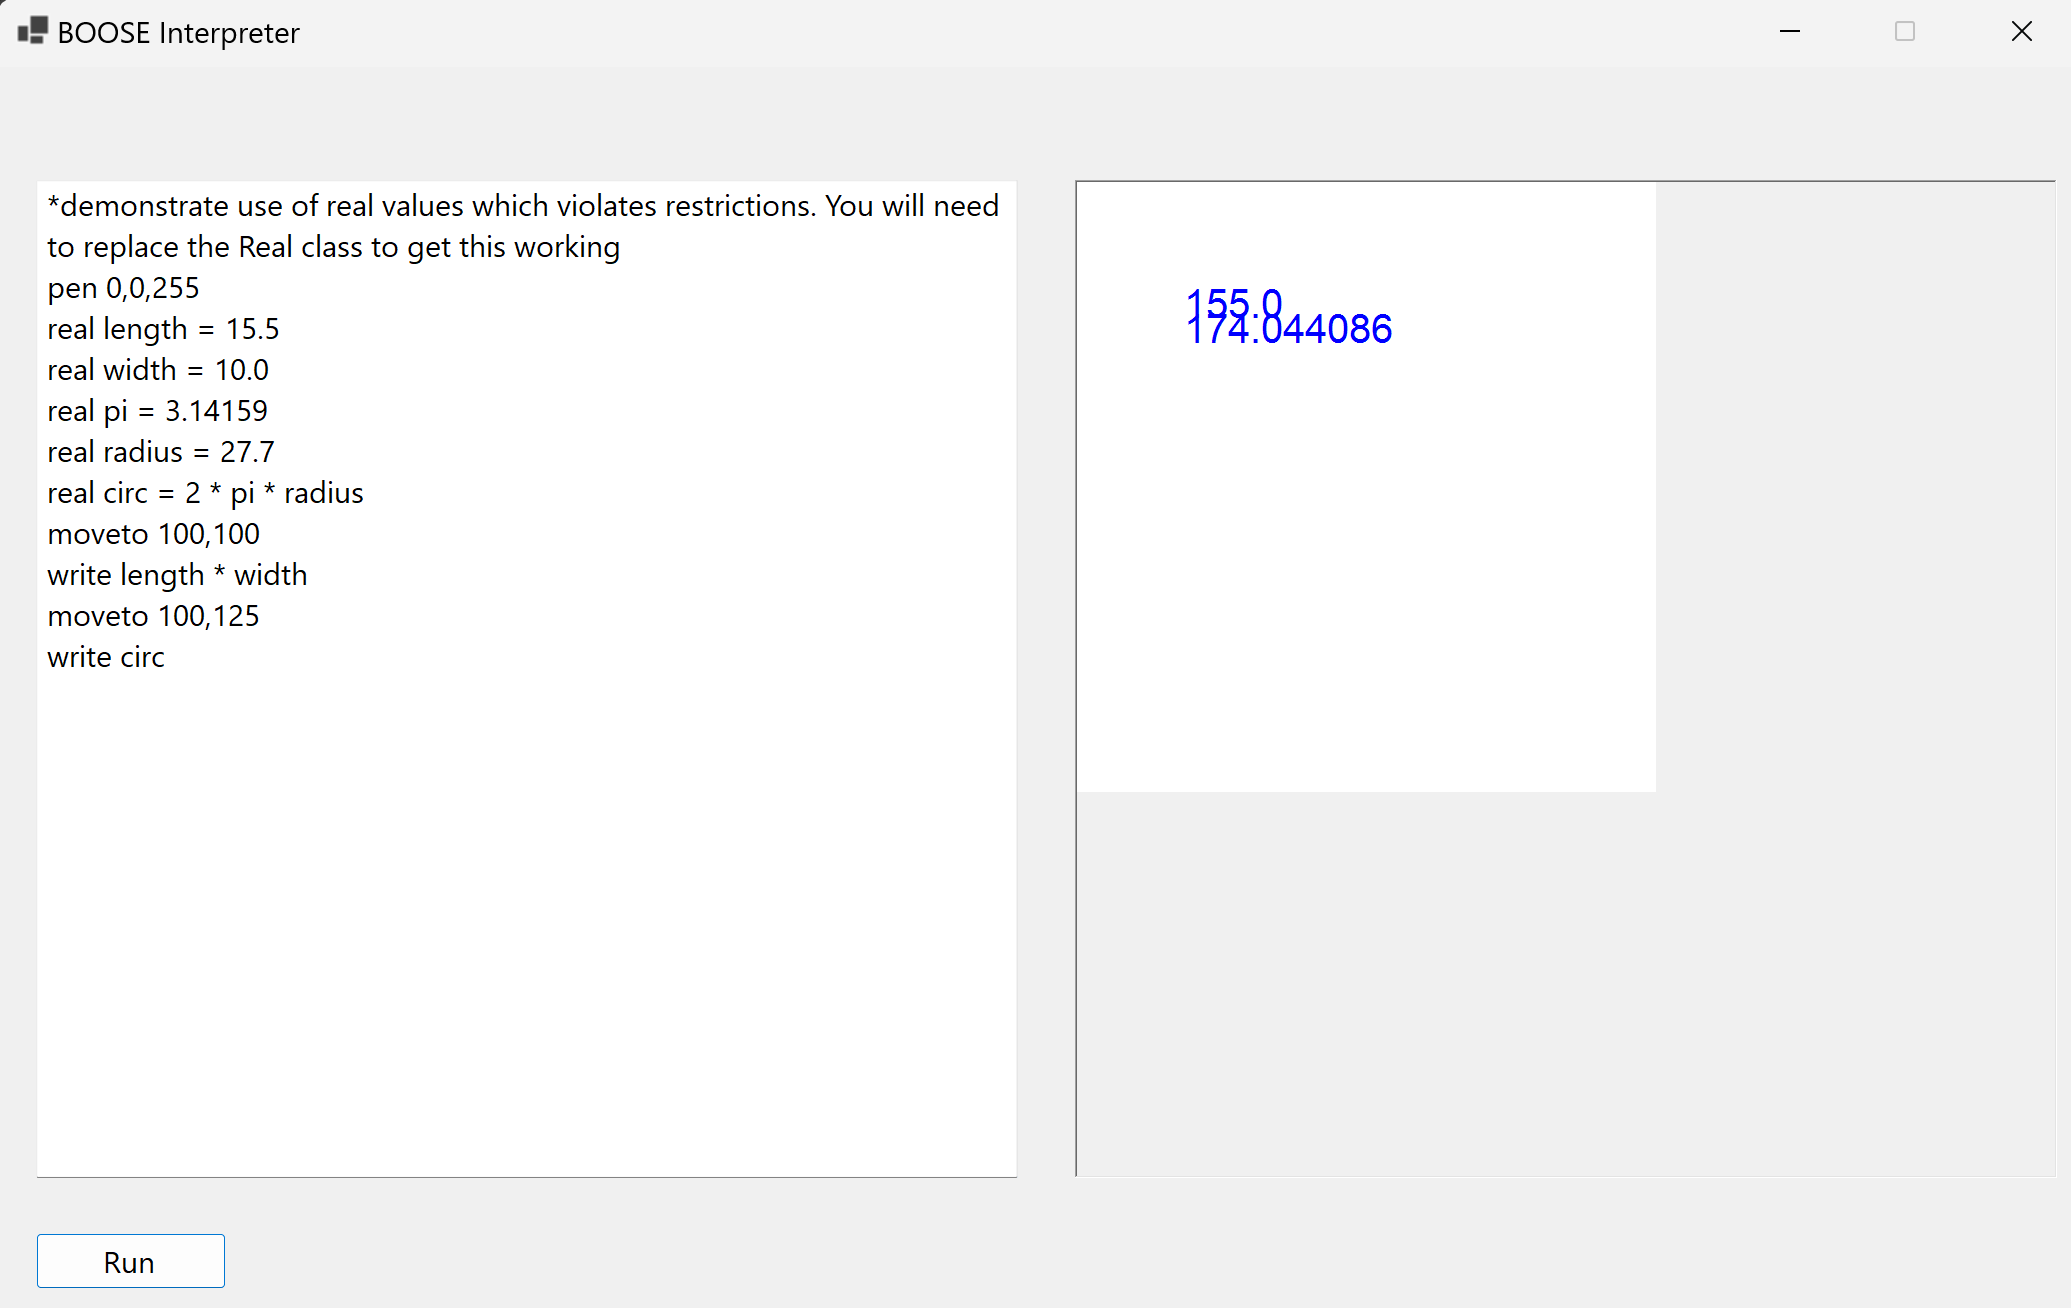 BOOSE Interpreter
*demonstrate use of real values which violates restrictions. You will need
to replace the Real class to get this working
pen 0,0,255
real length = 15.5
real width = 10.0
real pi = 3.14159
real radius = 27.7
real circ = 2 * pi * radius
moveto 100,100
write length * width
moveto 100,125
write circ
155.0
174.044086
Run